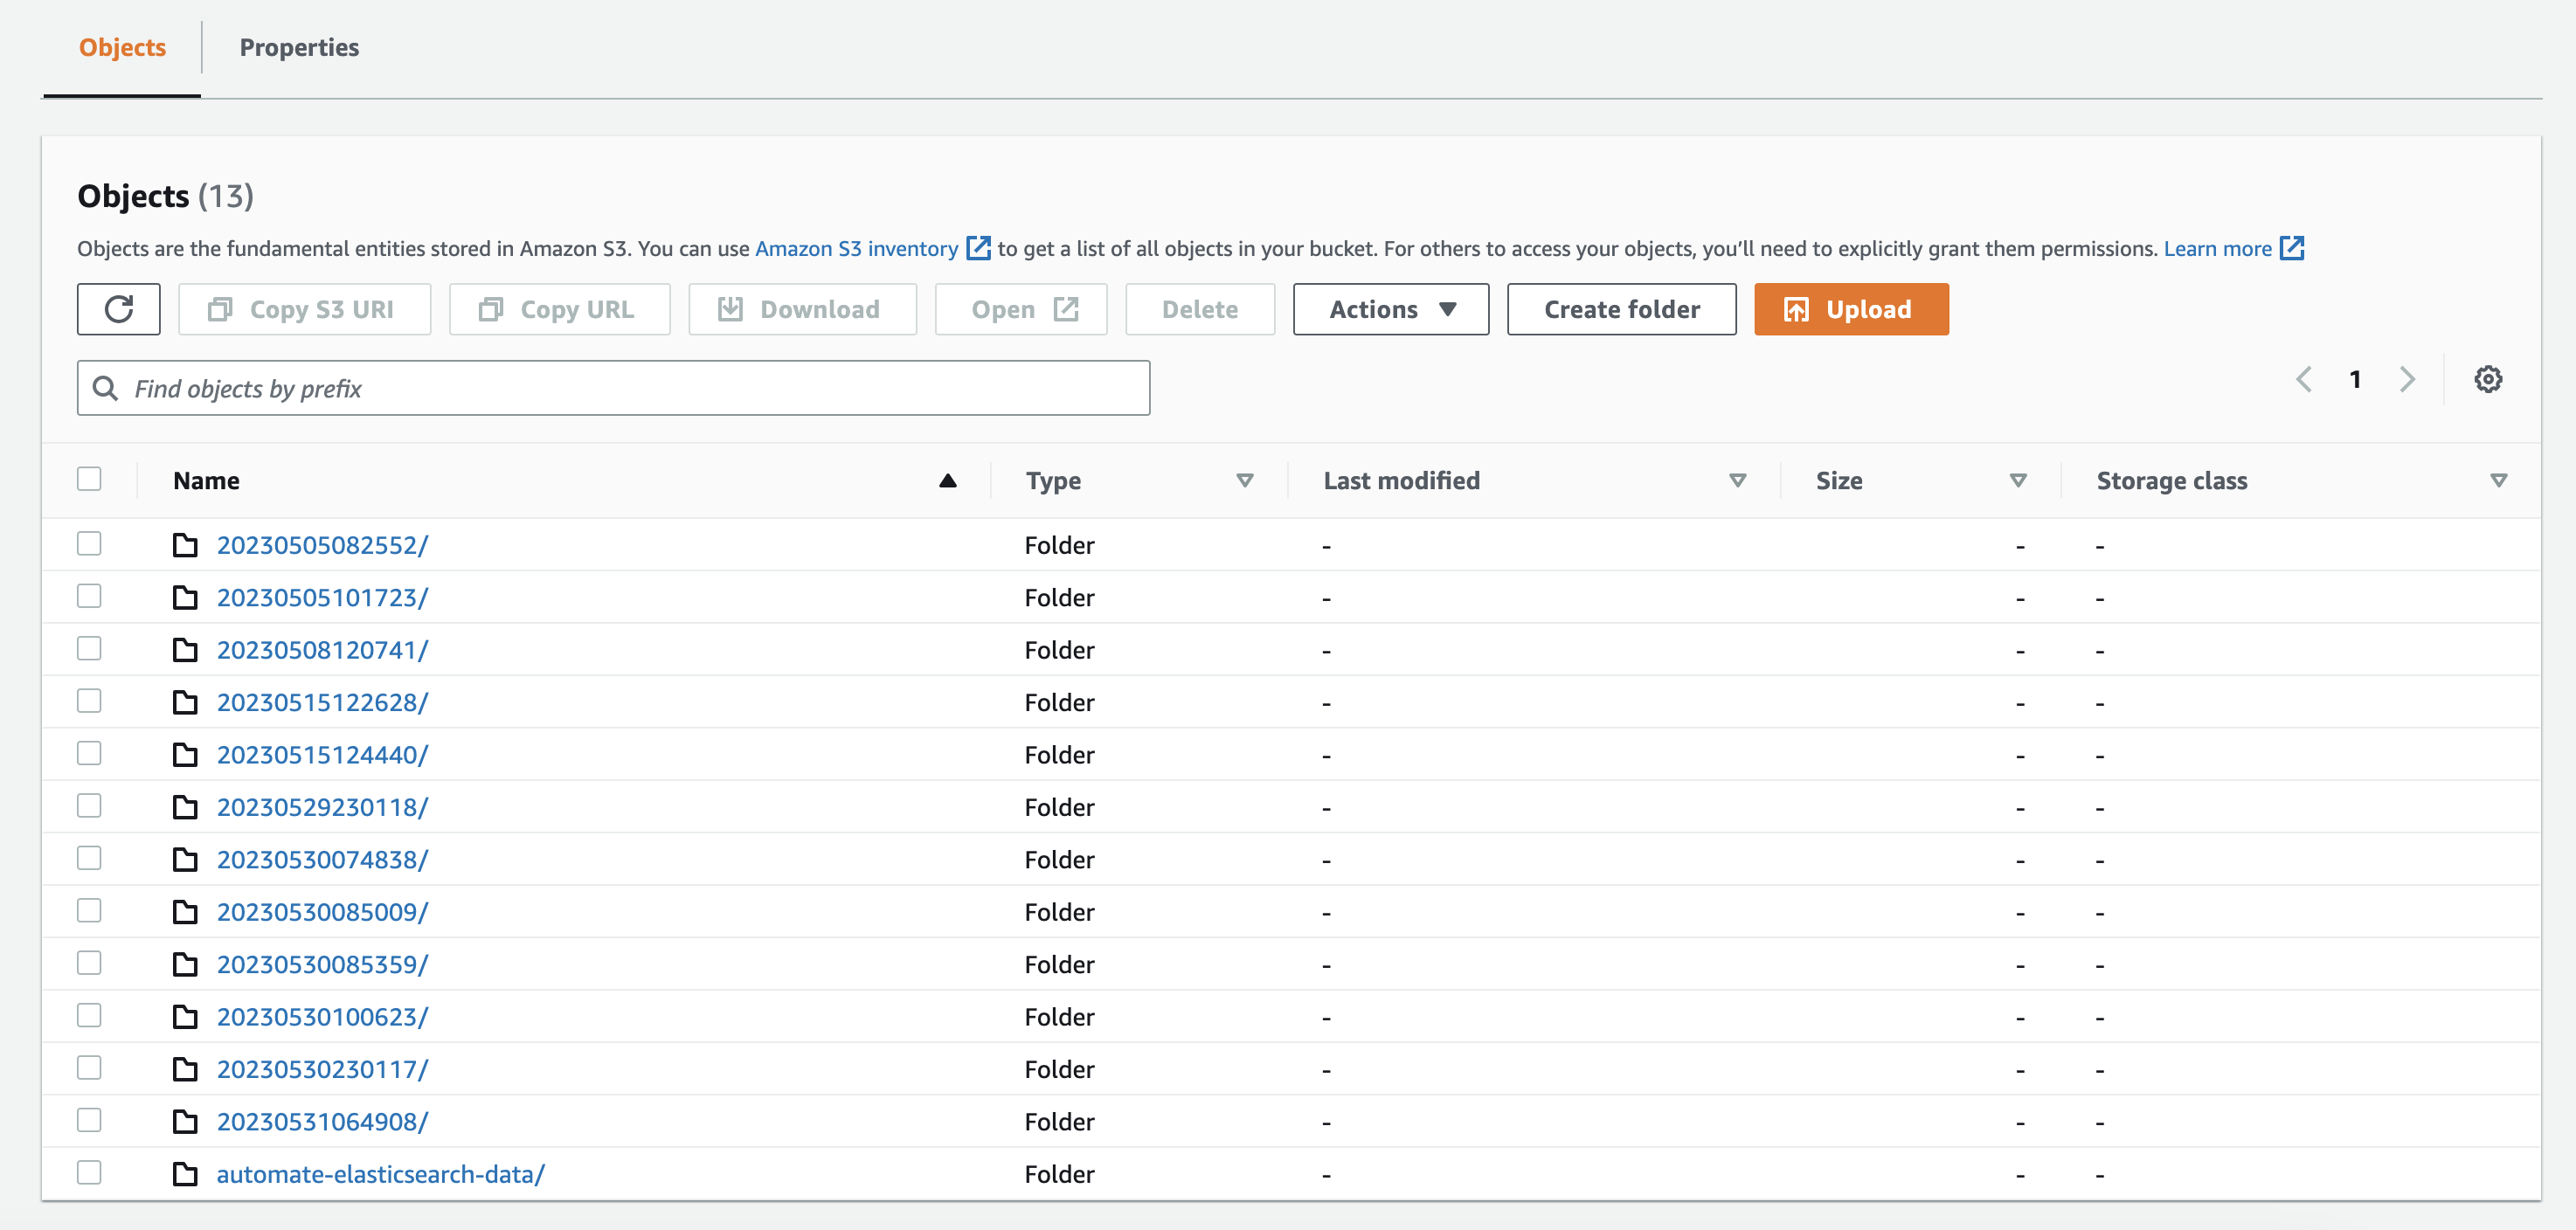 Objects Properties
Objects (13)
Objects are the fundamental entities stored in Amazon S3. You can use Amazon S3 inventory to get a list of all objects in your bucket. For others to access your objects, you’ll need to explicitly grant them permissions. Learn more
Copy S3 URI Copy URL Download Open Delete Actions Create folder Upload
Find objects by prefix 1
Name Type Last modified Size Storage class
20230505082552/ Folder - - -
20230505101723/ Folder - - -
20230508120741/ Folder - - -
20230515122628/ Folder - - -
20230515124440/ Folder - - -
20230529230118/ Folder - - -
20230530074838/ Folder - - -
20230530085009/ Folder - - -
20230530085359/ Folder - - -
20230530100623/ Folder - - -
20230530230117/ Folder - - -
20230531064908/ Folder - - -
automate-elasticsearch-data/ Folder - - -